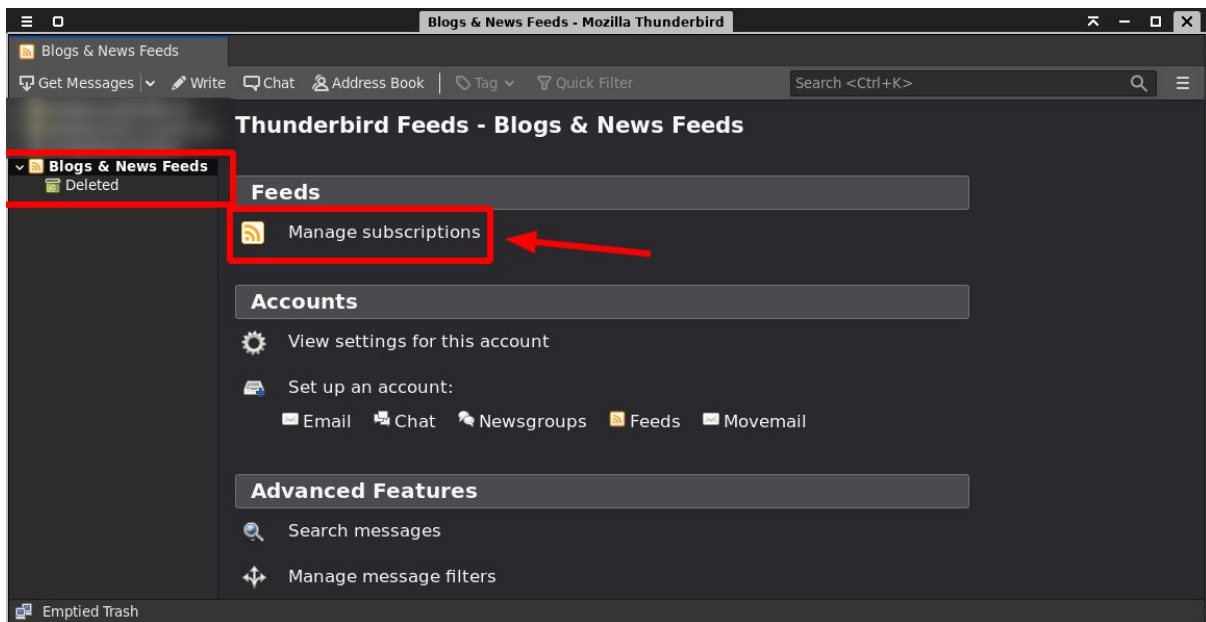 Blogs & News Feeds - Mozilla Thunderbird
Blogs & News Feeds
Get Messages Write Chat Address Book Tag Quick Filter Search <Ctrl+K>
Thunderbird Feeds - Blogs & News Feeds
Blogs & News Feeds
Deleted
Feeds
Manage subscriptions
Accounts
View settings for this account
Set up an account:
Email Chat Newsgroups Feeds Movemail
Advanced Features
Search messages
Manage message filters
Emptied Trash